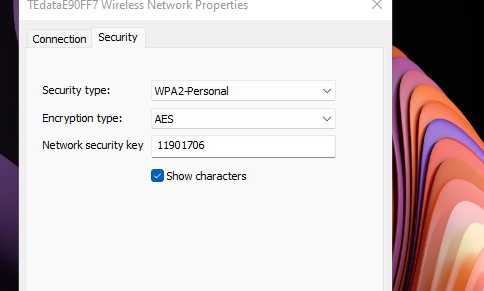 TEdataE90FF7 Wireless Network Properties
Connection Security
Security type: WPA2-Personal
Encryption type: AES
Network security key 11901706
Show characters